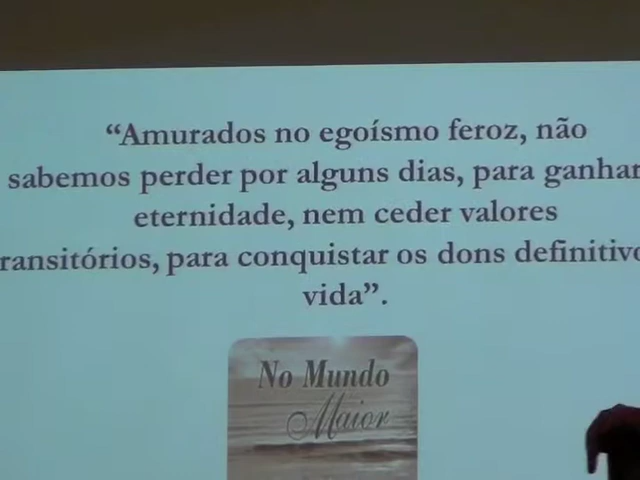 “Amurados no egoísmo feroz, não
sabemos perder por alguns dias, para ganhar
eternidade, nem ceder valores
ransitórios, para conquistar os dons definitivo
vida”.
No Mundo
Maior